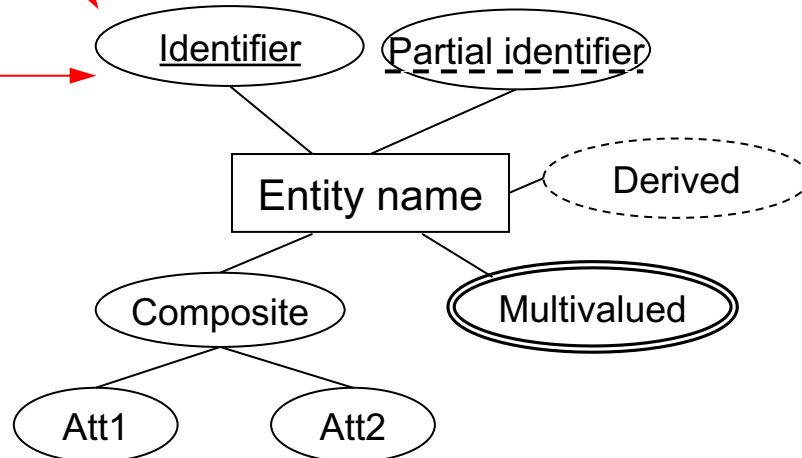 Identifier
Partial identifier
Derived
Entity name
Composite
Multivalued
Att1
Att2